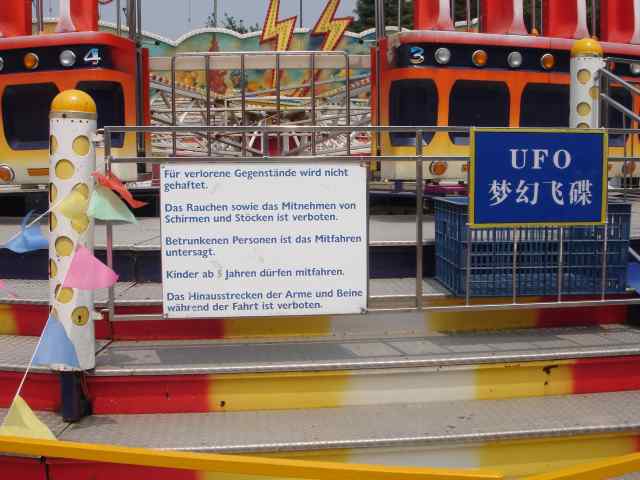 4
3
Für verlorene Gegenstände wird nicht
gehaftet.
Das Rauchen sowie das Mitnehmen von
Schirmen und Stöcken ist verboten.
Betrunkenen Personen ist das Mitfahren
untersagt.
Kinder ab 5 Jahren dürfen mitfahren.
Das Hinausstrecken der Arme und Beine
während der Fahrt ist verboten.
UFO
梦幻飞碟